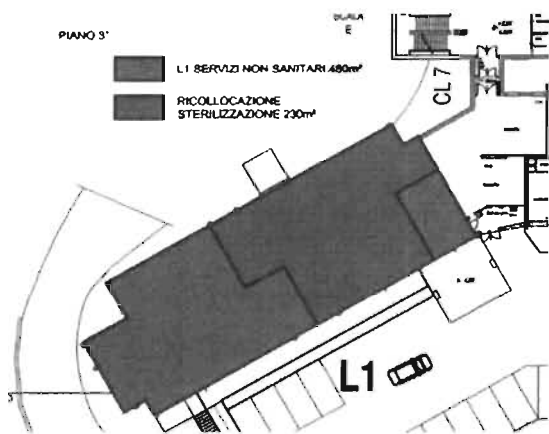 SCALA
E
PIANO 3°
L1 SERVIZI NON SANITARI 480m²
RICOLLOCAZIONE
STERILIZZAZIONE 230m²
CL 7
L1